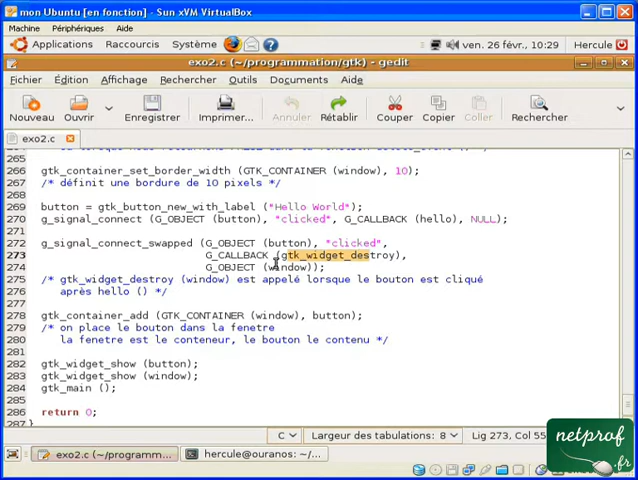 mon Ubuntu [en fonction] - Sun xVM VirtualBox
Machine Périphériques Aide
Applications Raccourcis Système ven. 26 févr., 10:29 Hercule
exo2.c (~/programmation/gtk) - gedit
Fichier Édition Affichage Rechercher Outils Documents Aide
Nouveau Ouvrir Enregistrer Imprimer... Annuler Rétablir Couper Copier Coller Rechercher
exo2.c
265
266 gtk_container_set_border_width (GTK_CONTAINER (window), 10);
267 /* définit une bordure de 10 pixels */
268
269 button = gtk_button_new_with_label ("Hello World");
270 g_signal_connect (G_OBJECT (button), "clicked", G_CALLBACK (hello), NULL);
271
272 g_signal_connect_swapped (G_OBJECT (button), "clicked",
273 G_CALLBACK (gtk_widget_destroy),
274 G_OBJECT (window));
275 /* gtk_widget_destroy (window) est appelé lorsque le bouton est cliqué
276 après hello () */
277
278 gtk_container_add (GTK_CONTAINER (window), button);
279 /* on place le bouton dans la fenetre
280 la fenetre est le conteneur, le bouton le contenu */
281
282 gtk_widget_show (button);
283 gtk_widget_show (window);
284 gtk_main ();
285
286 return 0;
287 }
C Largeur des tabulations: 8 Lig 273, Col 55
exo2.c (~/programm... hercule@ouranos: ~/...
netprof
.fr